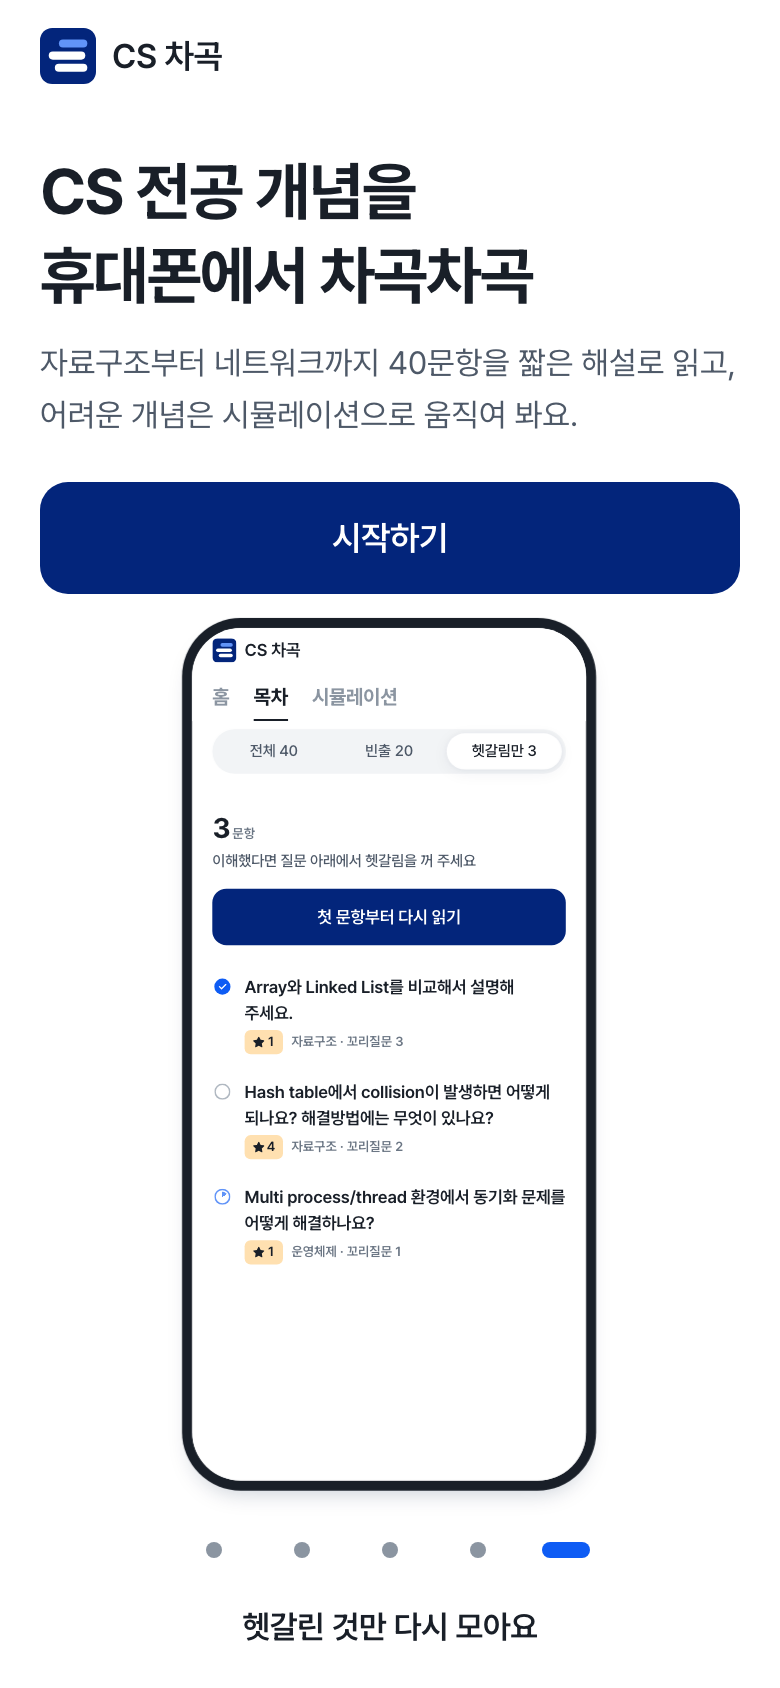 CS 차곡
CS 전공 개념을
휴대폰에서 차곡차곡
자료구조부터 네트워크까지 40문항을 짧은 해설로 읽고,
어려운 개념은 시뮬레이션으로 움직여 봐요.
시작하기
CS 차곡
홈 목차 시뮬레이션
전체 40 빈출 20 헷갈림만 3
3 문항
이해했다면 질문 아래에서 헷갈림을 꺼 주세요
첫 문항부터 다시 읽기
Array와 Linked List를 비교해서 설명해
주세요.
★ 1 자료구조 · 꼬리질문 3
Hash table에서 collision이 발생하면 어떻게
되나요? 해결방법에는 무엇이 있나요?
★ 4 자료구조 · 꼬리질문 2
Multi process/thread 환경에서 동기화 문제를
어떻게 해결하나요?
★ 1 운영체제 · 꼬리질문 1
헷갈린 것만 다시 모아요